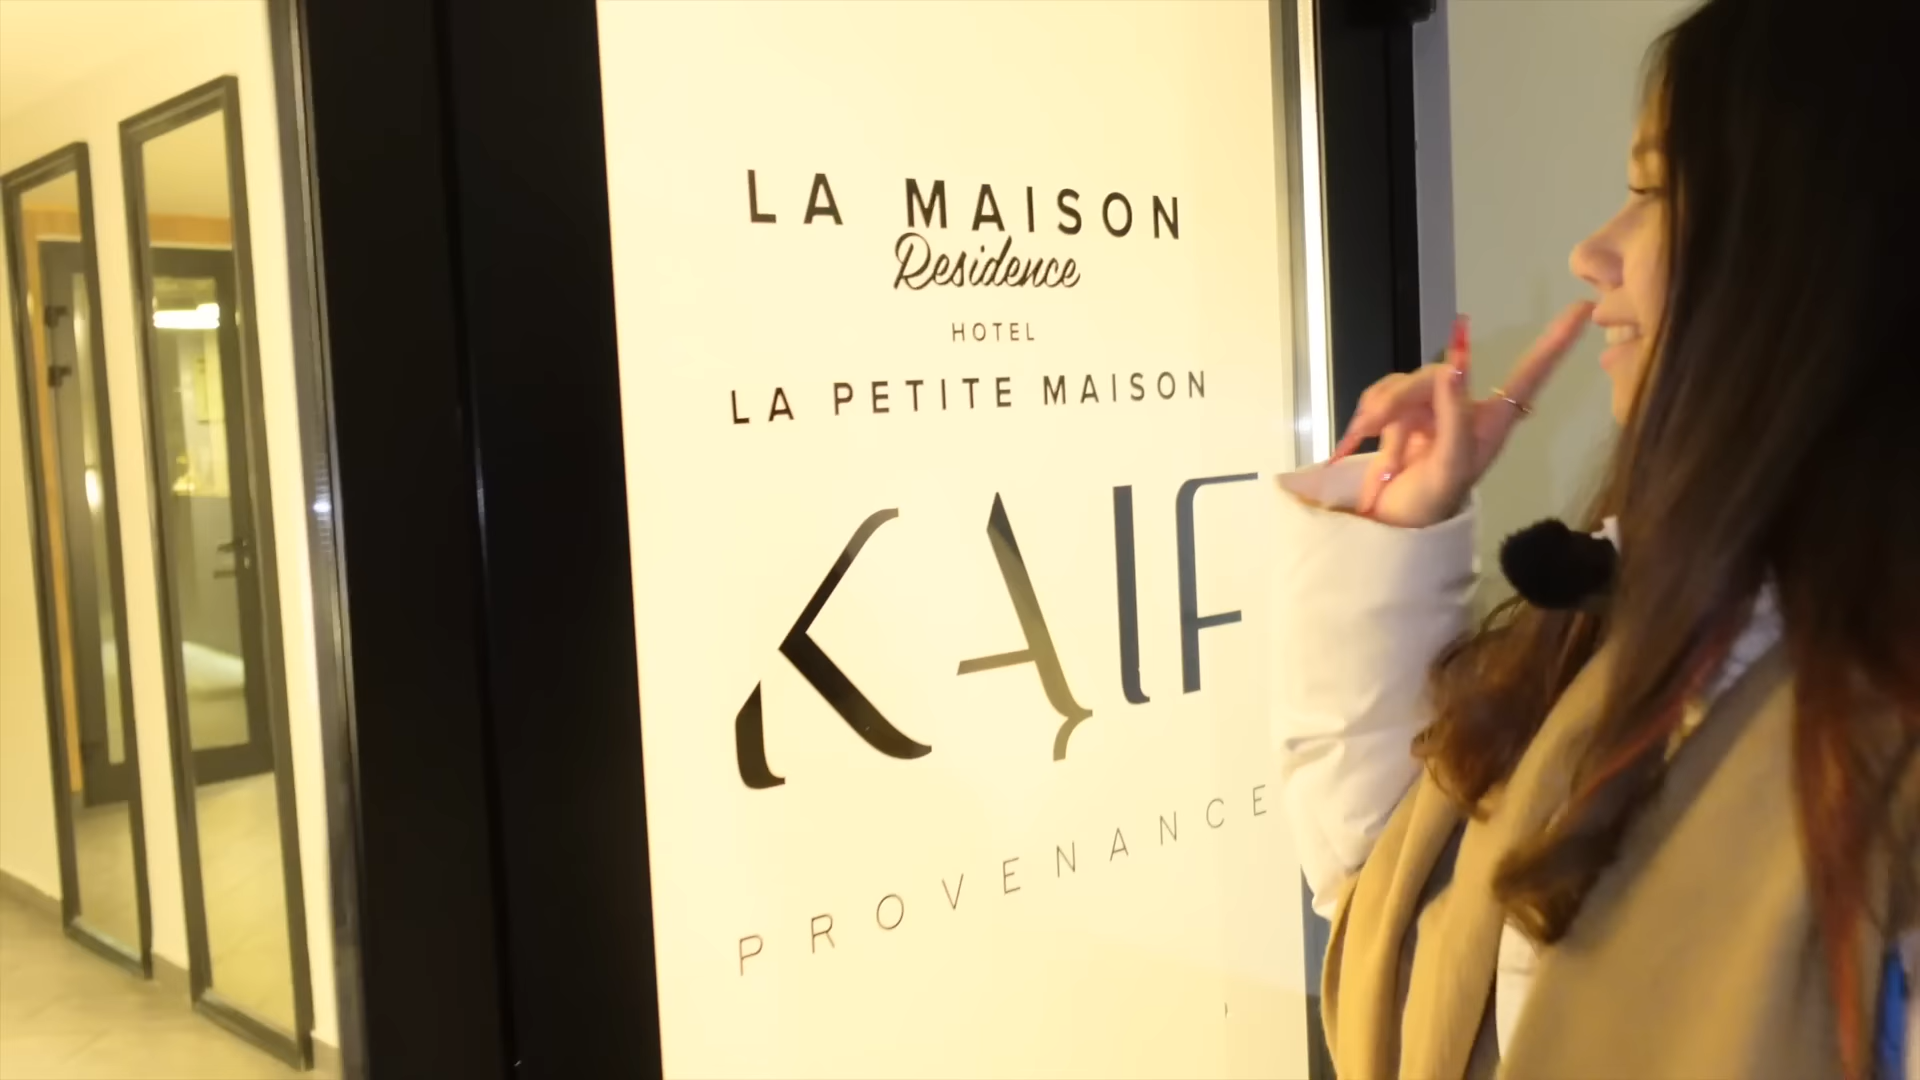 LA MAISON
Residence
HOTEL
LA PETITE MAISON
KAIF
PROVENANCE